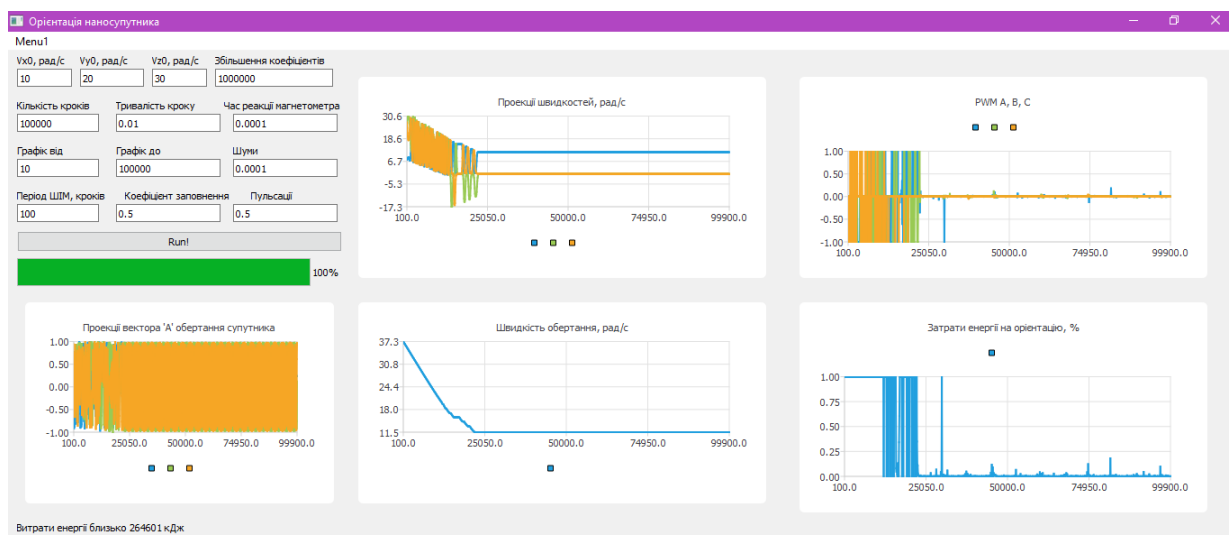 Орієнтація наносупутника
Menu1
Vx0, рад/с Vy0, рад/с Vz0, рад/с Збільшення коефіцієнтів
10 20 30 1000000
Кількість кроків Тривалість кроку Час реакції магнетометра
100000 0.01 0.0001
Графік від Графік до Шуми
10 100000 0.0001
Період ШІМ, кроків Коефіцієнт заповнення Пульсації
100 0.5 0.5
Run!
100%
Проекції швидкостей, рад/с
30.6
18.6
6.7
-5.3
-17.3
100.0 25050.0 50000.0 74950.0 99900.0
PWM A, B, C
1.00
0.50
0.00
-0.50
-1.00
100.0 25050.0 50000.0 74950.0 99900.0
Проекції вектора 'A' обертання супутника
1.00
0.50
0.00
-0.50
-1.00
100.0 25050.0 50000.0 74950.0 99900.0
Швидкість обертання, рад/с
37.3
30.8
24.4
18.0
11.5
100.0 25050.0 50000.0 74950.0 99900.0
Затрати енергії на орієнтацію, %
1.00
0.75
0.50
0.25
0.00
100.0 25050.0 50000.0 74950.0 99900.0
Витрати енергії близько 264601 кДж